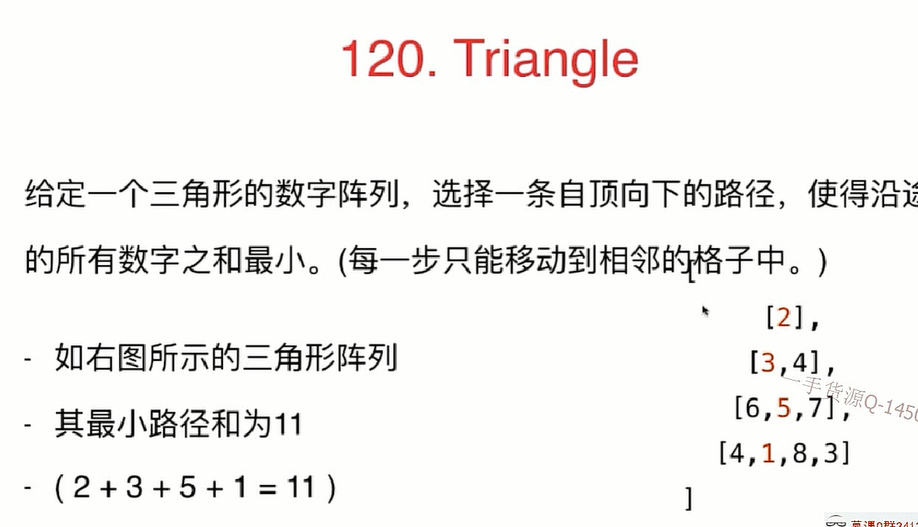 120. Triangle
给定一个三角形的数字阵列，选择一条自顶向下的路径，使得沿途
的所有数字之和最小。(每一步只能移动到相邻的格子中。)
[
[2],
- 如右图所示的三角形阵列
[3,4],
[6,5,7],
- 其最小路径和为11
[4,1,8,3]
- ( 2 + 3 + 5 + 1 = 11 )
]
一手货源Q-1450